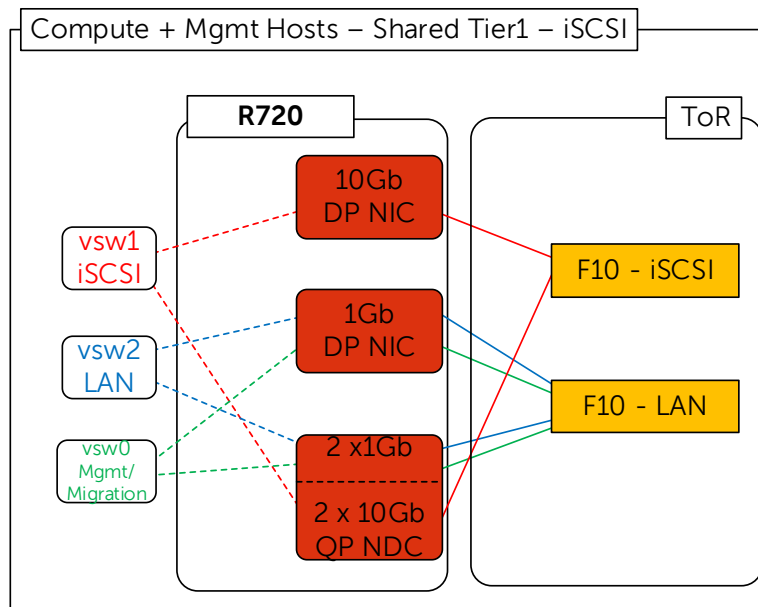 Compute + Mgmt Hosts – Shared Tier1 – iSCSI
R720
ToR
10Gb
DP NIC
vsw1
iSCSI
F10 - iSCSI
1Gb
DP NIC
vsw2
LAN
F10 - LAN
vsw0
Mgmt/
Migration
2 x1Gb
2 x 10Gb
QP NDC